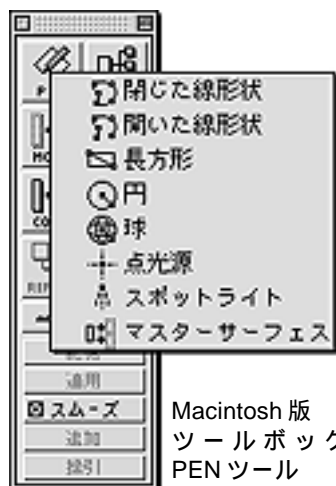 閉じた線形状
開いた線形状
長方形
円
球
点光源
スポットライト
マスターサーフェス
適用
スムーズ
追加
Macintosh 版
ツールボック
PEN ツール